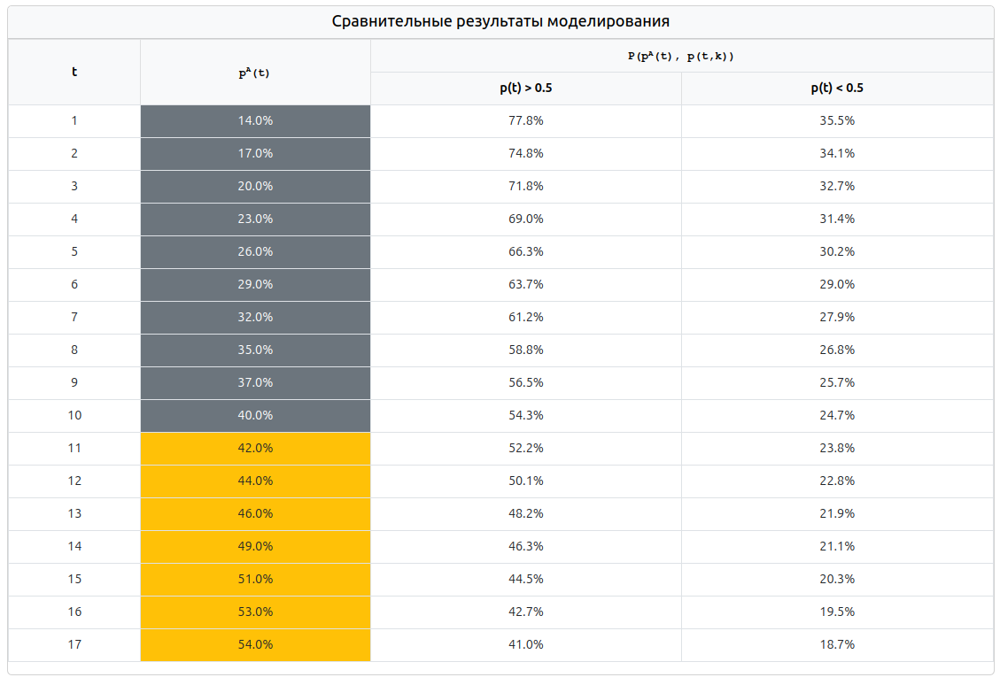 Сравнительные результаты моделирования
t pᴬ(t) P(pᴬ(t), p(t,k))
p(t) > 0.5 p(t) < 0.5
1 14.0% 77.8% 35.5%
2 17.0% 74.8% 34.1%
3 20.0% 71.8% 32.7%
4 23.0% 69.0% 31.4%
5 26.0% 66.3% 30.2%
6 29.0% 63.7% 29.0%
7 32.0% 61.2% 27.9%
8 35.0% 58.8% 26.8%
9 37.0% 56.5% 25.7%
10 40.0% 54.3% 24.7%
11 42.0% 52.2% 23.8%
12 44.0% 50.1% 22.8%
13 46.0% 48.2% 21.9%
14 49.0% 46.3% 21.1%
15 51.0% 44.5% 20.3%
16 53.0% 42.7% 19.5%
17 54.0% 41.0% 18.7%